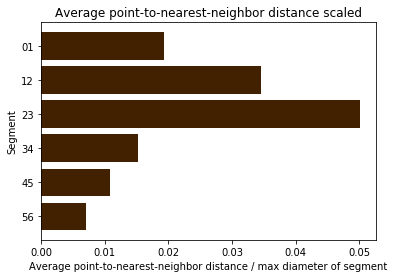 Average point-to-nearest-neighbor distance scaled
01
12
23
34
45
56
Segment
0.00 0.01 0.02 0.03 0.04 0.05
Average point-to-nearest-neighbor distance / max diameter of segment